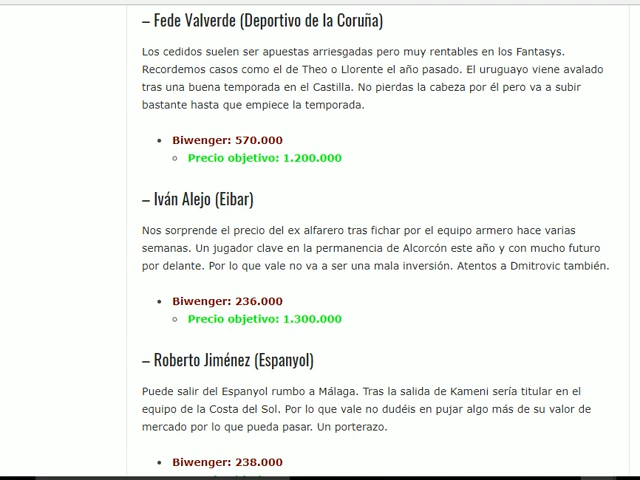 – Fede Valverde (Deportivo de la Coruña)
Los cedidos suelen ser apuestas arriesgadas pero muy rentables en los Fantasys.
Recordemos casos como el de Theo o Llorente el año pasado. El uruguayo viene avalado
tras una buena temporada en el Castilla. No pierdas la cabeza por él pero va a subir
bastante hasta que empiece la temporada.
• Biwenger: 570.000
◦ Precio objetivo: 1.200.000
– Iván Alejo (Eibar)
Nos sorprende el precio del ex alfarero tras fichar por el equipo armero hace varias
semanas. Un jugador clave en la permanencia de Alcorcón este año y con mucho futuro
por delante. Por lo que vale no va a ser una mala inversión. Atentos a Dmitrovic también.
• Biwenger: 236.000
◦ Precio objetivo: 1.300.000
– Roberto Jiménez (Espanyol)
Puede salir del Espanyol rumbo a Málaga. Tras la salida de Kameni sería titular en el
equipo de la Costa del Sol. Por lo que vale no dudéis en pujar algo más de su valor de
mercado por lo que pueda pasar. Un porterazo.
• Biwenger: 238.000